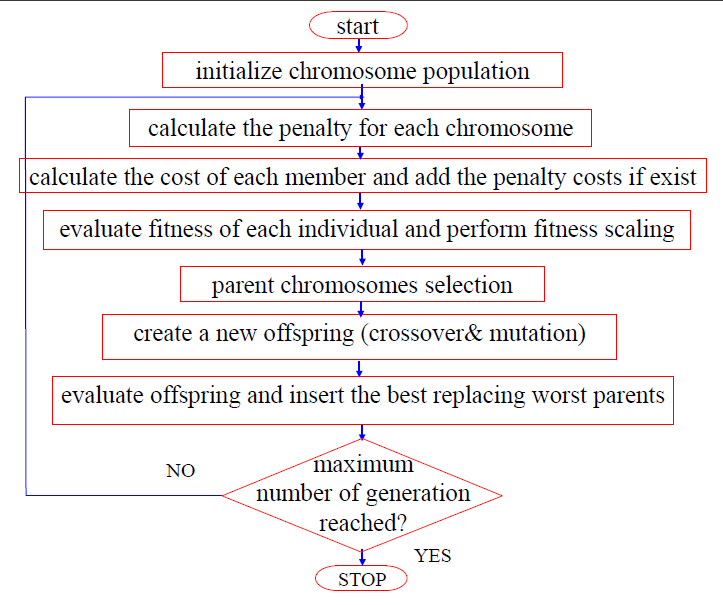 start
initialize chromosome population
calculate the penalty for each chromosome
calculate the cost of each member and add the penalty costs if exist
evaluate fitness of each individual and perform fitness scaling
parent chromosomes selection
create a new offspring (crossover& mutation)
evaluate offspring and insert the best replacing worst parents
maximum
number of generation
reached?
NO
YES
STOP